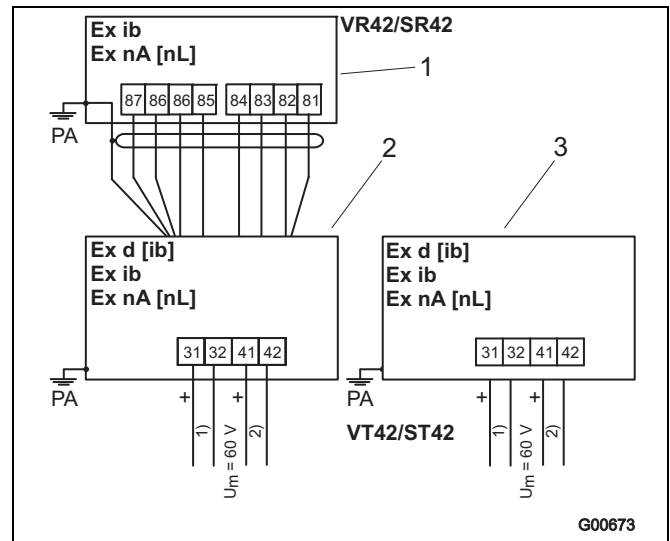 Ex ib
Ex nA [nL]
VR42/SR42
1
87 86 86 85 84 83 82 81
PA
2
3
Ex d [ib]
Ex ib
Ex nA [nL]
Ex d [ib]
Ex ib
Ex nA [nL]
31 32 41 42
31 32 41 42
PA
PA
+ +
+ +
1)
Um = 60 V
2)
VT42/ST42
1)
Um = 60 V
2)
G00673